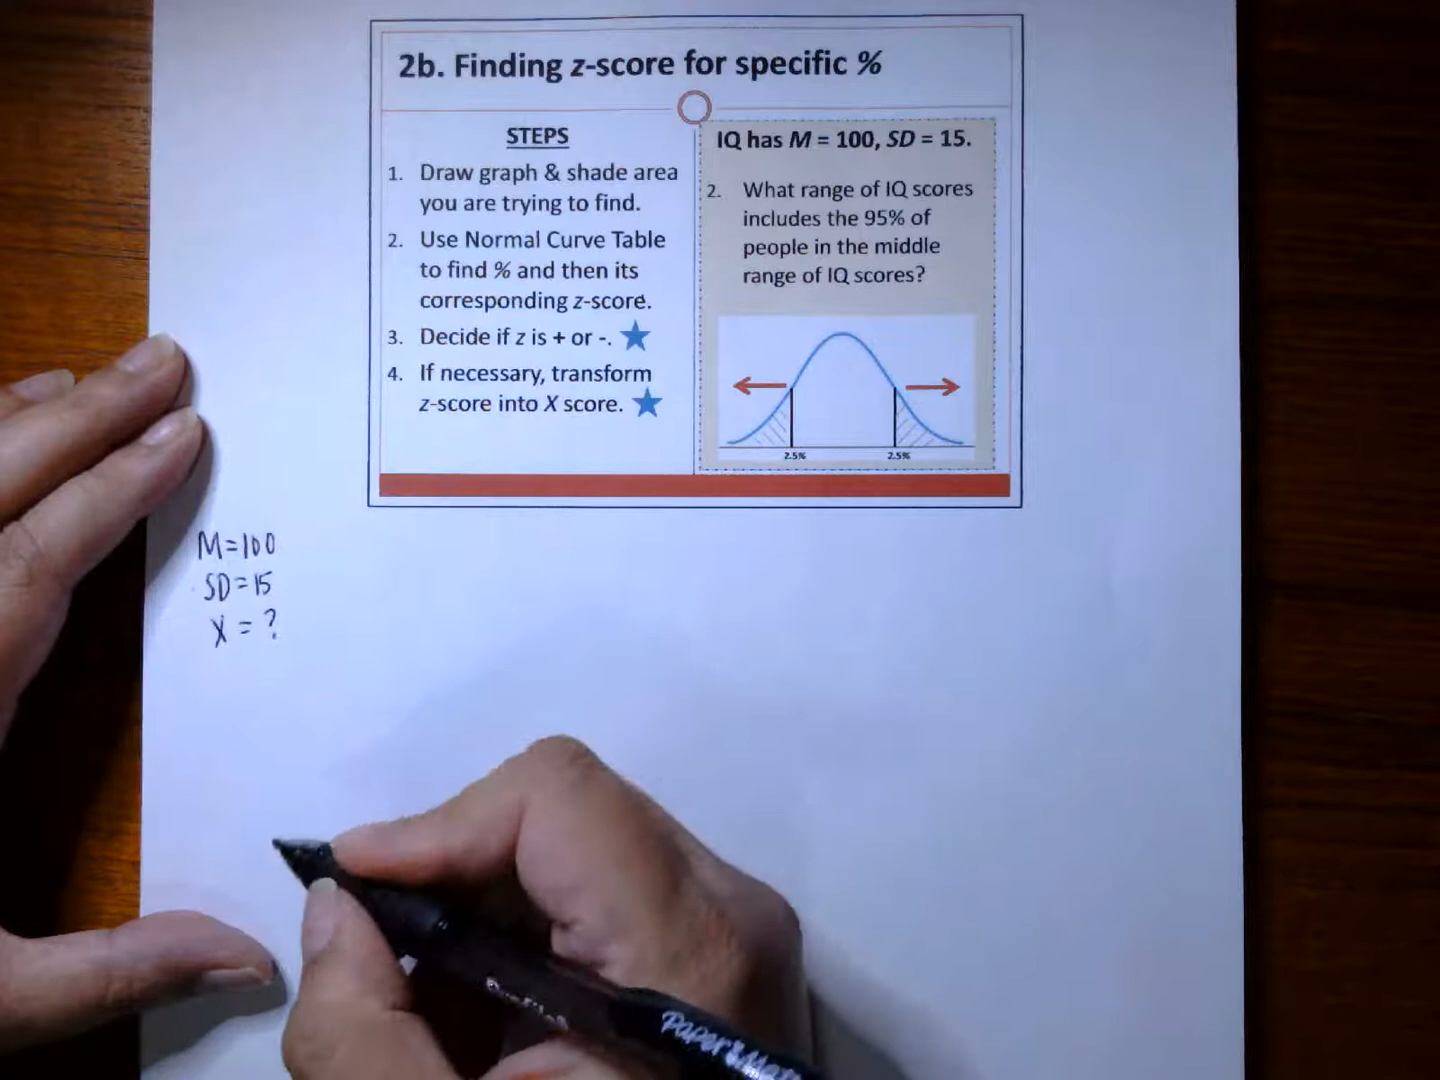 2b. Finding z-score for specific %
STEPS
1. Draw graph & shade area
you are trying to find.
2. Use Normal Curve Table
to find % and then its
corresponding z-score.
3. Decide if z is + or -.
4. If necessary, transform
z-score into X score.
IQ has M = 100, SD = 15.
2. What range of IQ scores
includes the 95% of
people in the middle
range of IQ scores?
2.5% 2.5%
M=100
SD=15
X = ?
Paper Mate